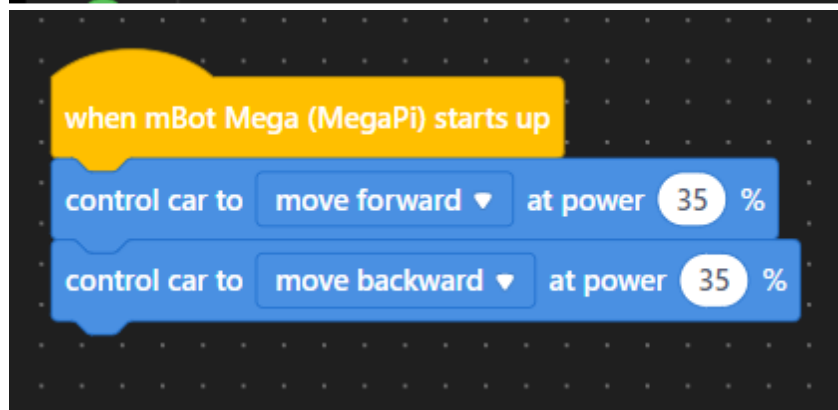 when mBot Mega (MegaPi) starts up
control car to move forward at power 35 %
control car to move backward at power 35 %